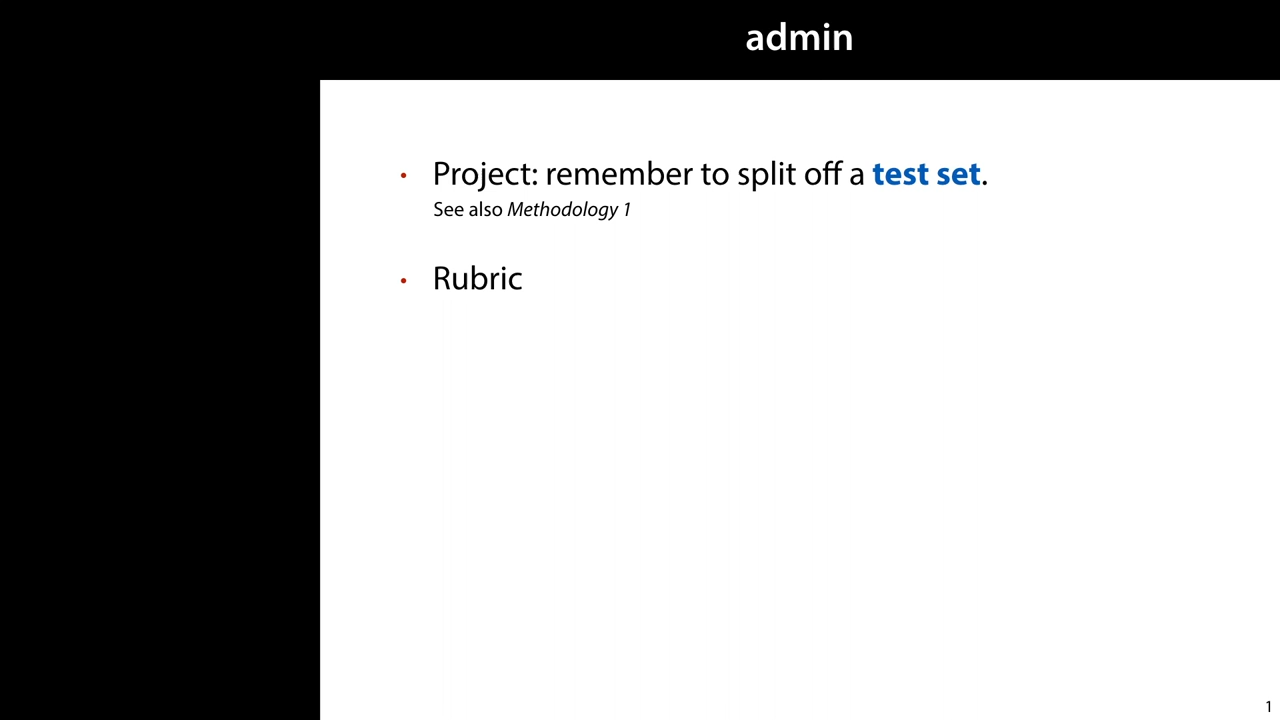 admin
• Project: remember to split off a test set.
See also Methodology 1
• Rubric
1